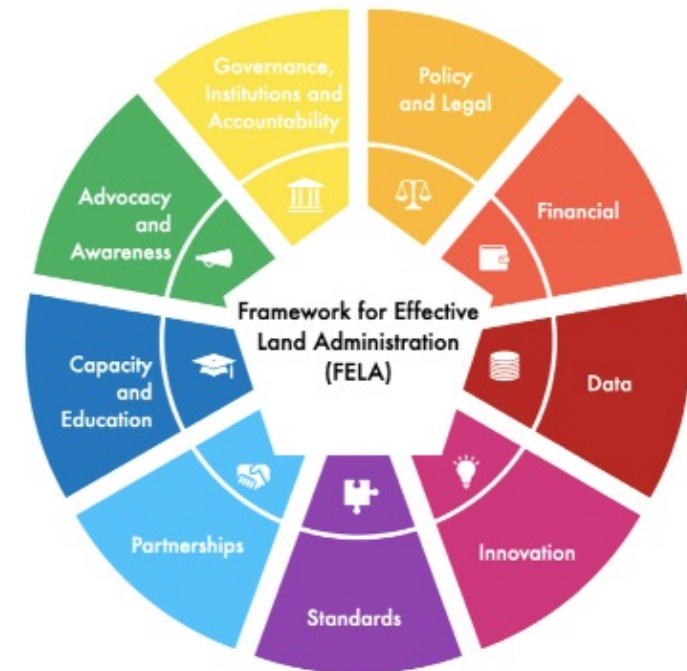 Governance,
Institutions and
Accountability
Policy
and Legal
Financial
Data
Innovation
Standards
Partnerships
Capacity
and
Education
Advocacy
and
Awareness
Framework for Effective
Land Administration
(FELA)